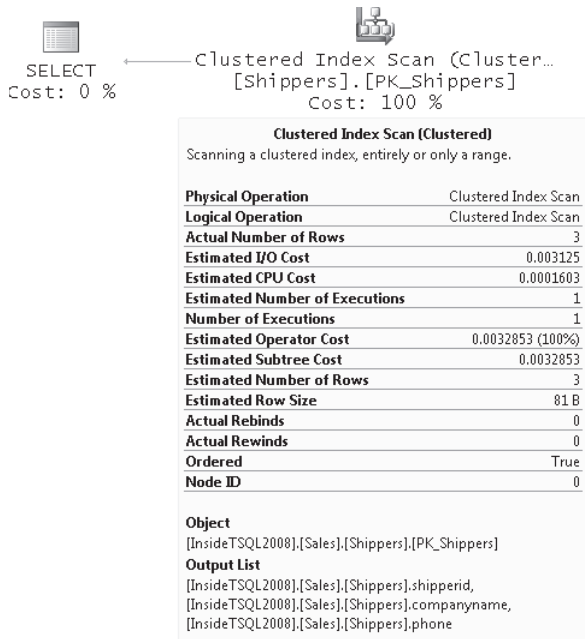 SELECT
Cost: 0 %
Clustered Index Scan (Cluster…
[Shippers].[PK_Shippers]
Cost: 100 %
Clustered Index Scan (Clustered)
Scanning a clustered index, entirely or only a range.
Physical Operation Clustered Index Scan
Logical Operation Clustered Index Scan
Actual Number of Rows 3
Estimated I/O Cost 0.003125
Estimated CPU Cost 0.0001603
Estimated Number of Executions 1
Number of Executions 1
Estimated Operator Cost 0.0032853 (100%)
Estimated Subtree Cost 0.0032853
Estimated Number of Rows 3
Estimated Row Size 81 B
Actual Rebinds 0
Actual Rewinds 0
Ordered True
Node ID 0
Object
[InsideTSQL2008].[Sales].[Shippers].[PK_Shippers]
Output List
[InsideTSQL2008].[Sales].[Shippers].shipperid,
[InsideTSQL2008].[Sales].[Shippers].companyname,
[InsideTSQL2008].[Sales].[Shippers].phone